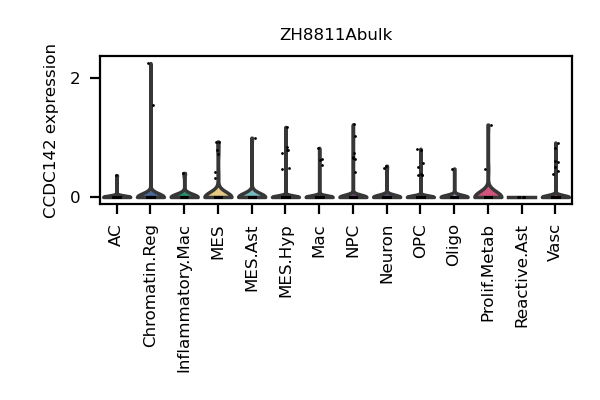 ZH8811Abulk
CCDC142 expression
2
0
AC
Chromatin.Reg
Inflammatory.Mac
MES
MES.Ast
MES.Hyp
Mac
NPC
Neuron
OPC
Oligo
Prolif.Metab
Reactive.Ast
Vasc